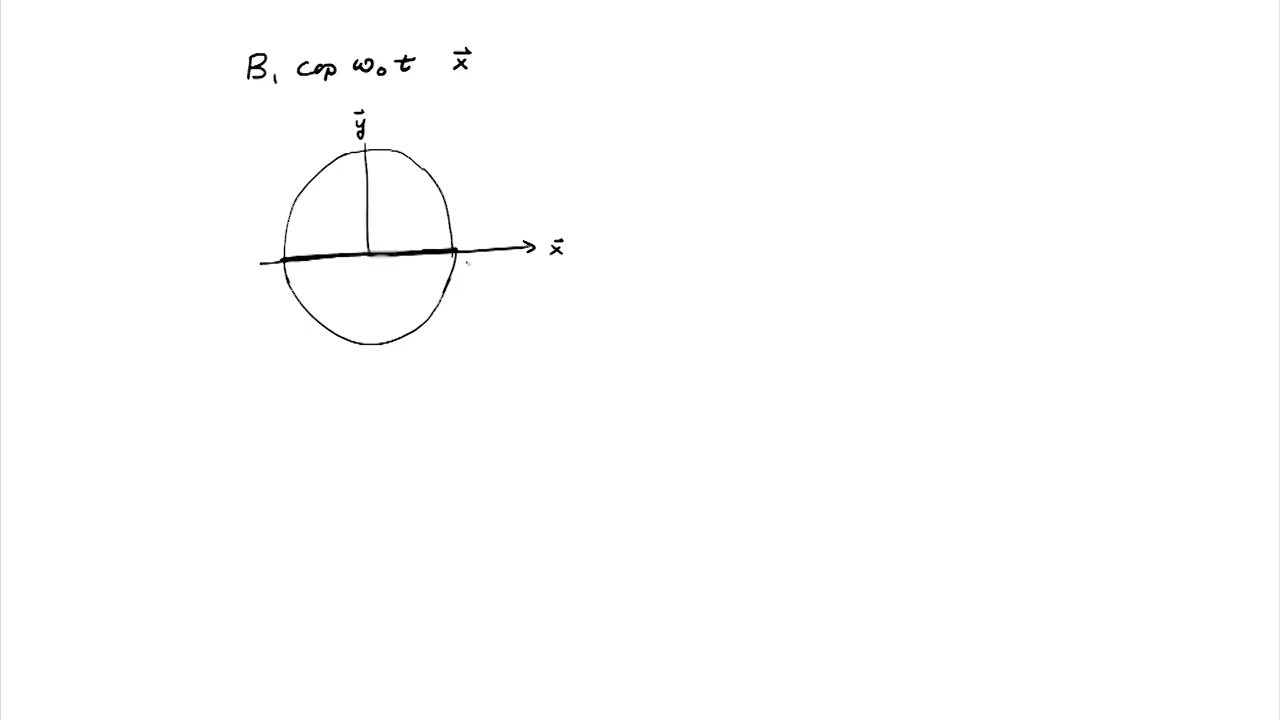 B₁ cos ω₀t x⃗
y⃗
x⃗